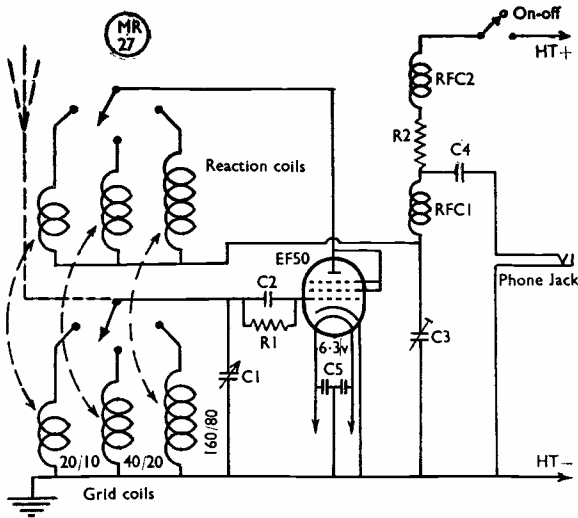 MR
27
On-off
HT+
RFC2
R2
C4
Reaction coils
RFC1
EF50
Phone Jack
C2
R1
6·3v
C3
C1
C5
20/10
40/20
160/80
HT−
Grid coils